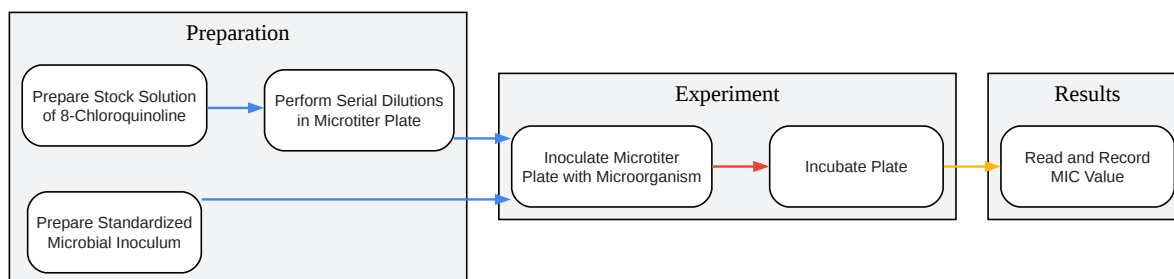 Preparation
Prepare Stock Solution
of 8-Chloroquinoline
Perform Serial Dilutions
in Microtiter Plate
Prepare Standardized
Microbial Inoculum
Experiment
Inoculate Microtiter
Plate with Microorganism
Incubate Plate
Results
Read and Record
MIC Value